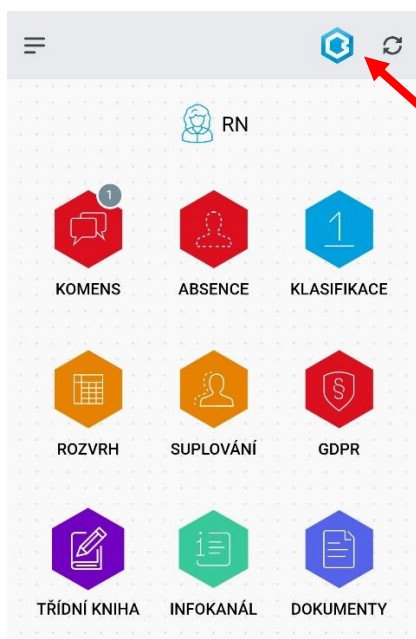 RN
1
KOMENS ABSENCE KLASIFIKACE
1
§
ROZVRH SUPLOVÁNÍ GDPR
TŘÍDNÍ KNIHA INFOKANÁL DOKUMENTY